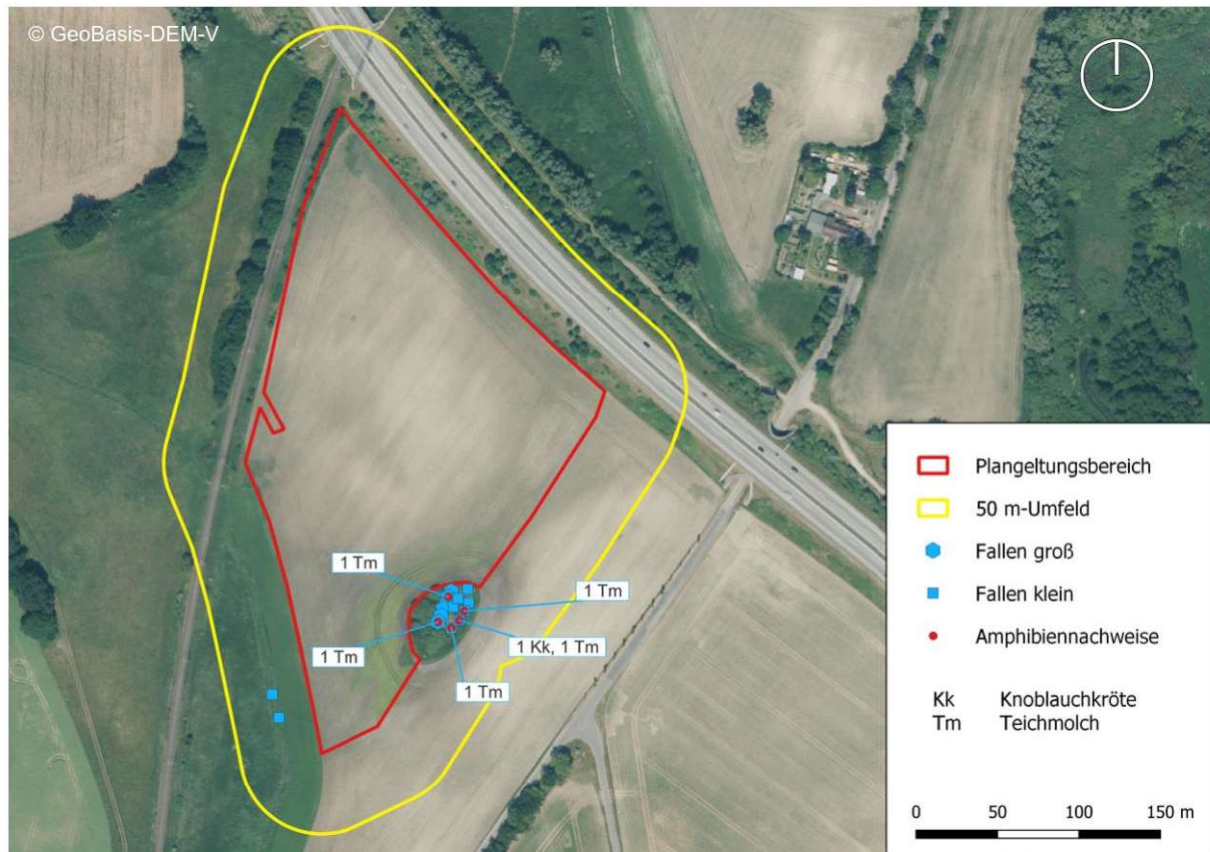 © GeoBasis-DEM-V
1 Tm
1 Tm
1 Tm
1 Kk, 1 Tm
1 Tm
Plangeltungsbereich
50 m-Umfeld
Fallen groß
Fallen klein
Amphibiennachweise
Kk Knoblauchkröte
Tm Teichmolch
0 50 100 150 m